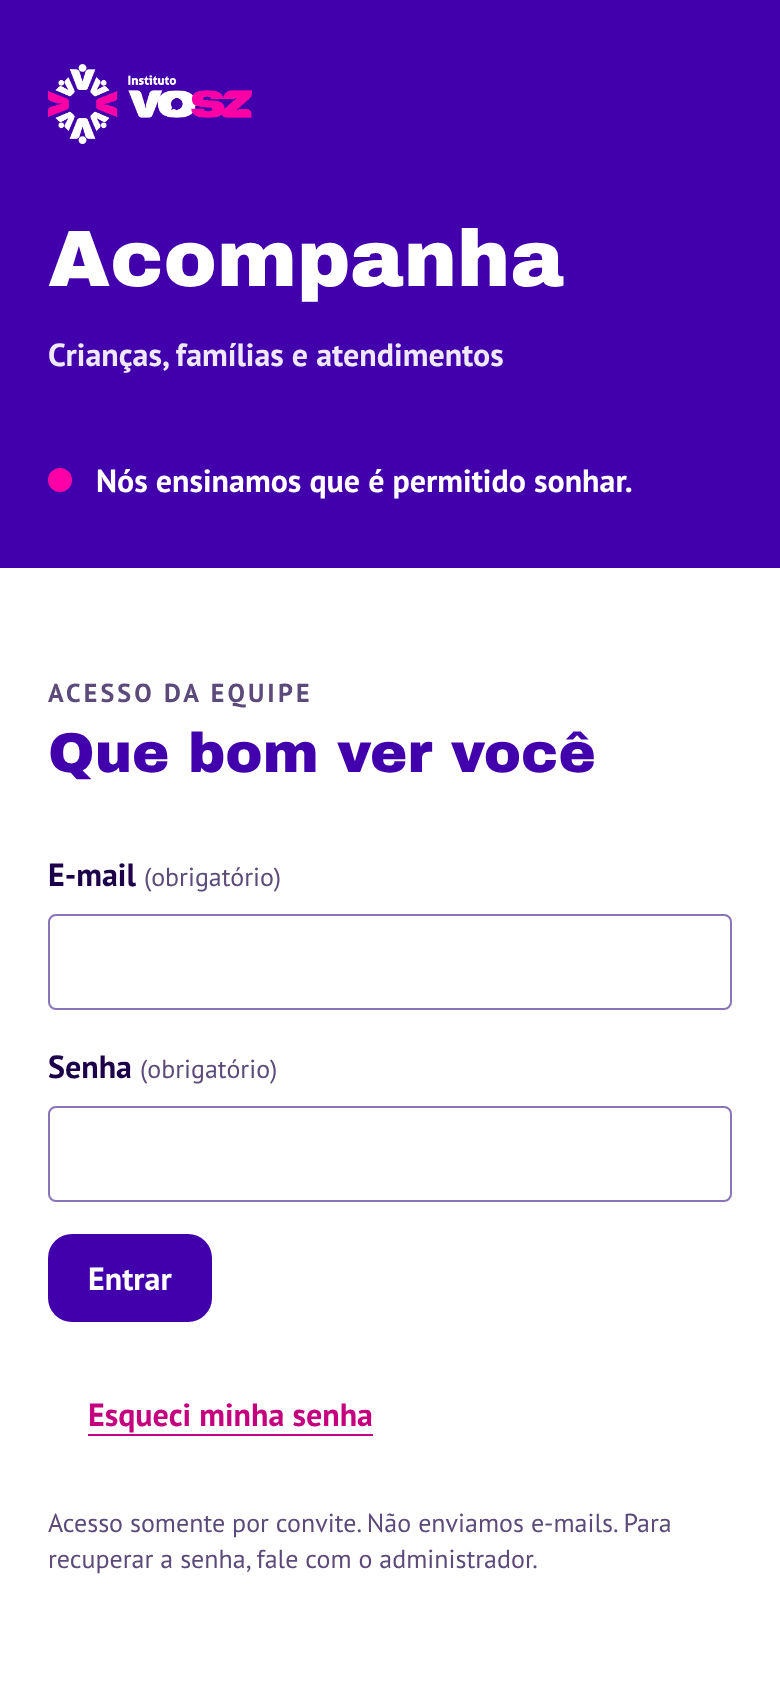 Instituto
VOSZ
Acompanha
Crianças, famílias e atendimentos
Nós ensinamos que é permitido sonhar.
ACESSO DA EQUIPE
Que bom ver você
E-mail (obrigatório)
Senha (obrigatório)
Entrar
Esqueci minha senha
Acesso somente por convite. Não enviamos e-mails. Para
recuperar a senha, fale com o administrador.